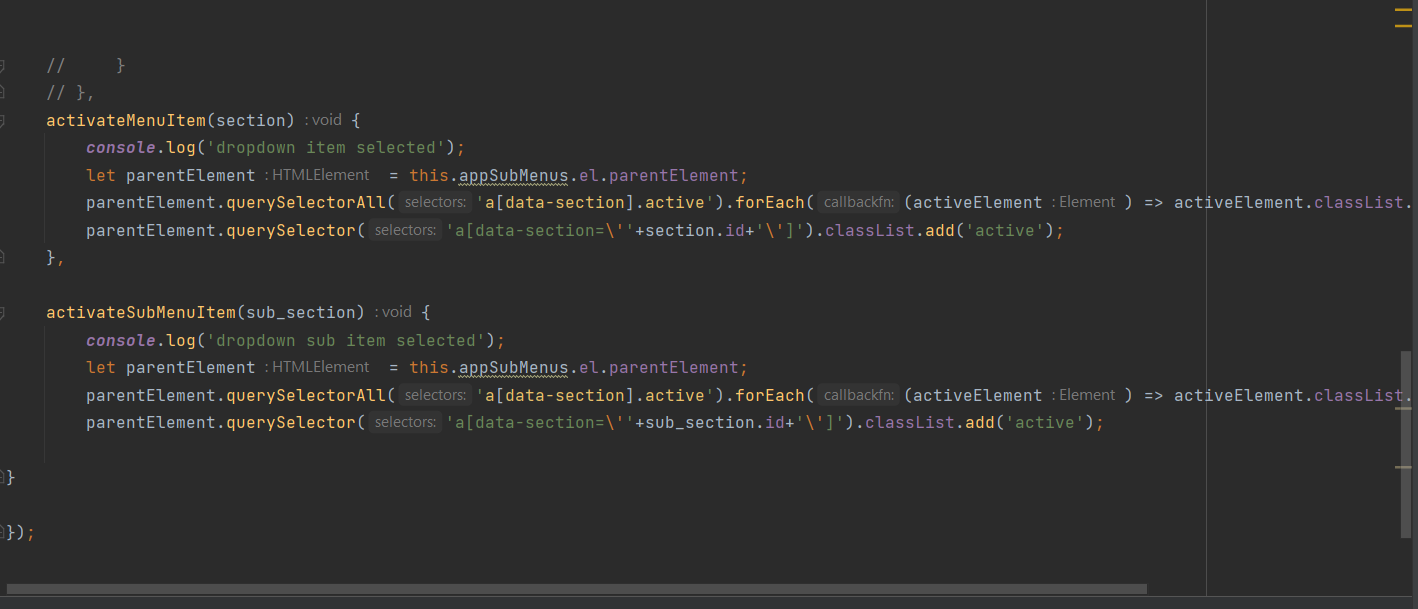 //     }
// },
activateMenuItem(section) : void {
    console.log('dropdown item selected');
    let parentElement : HTMLElement = this.appSubMenus.el.parentElement;
    parentElement.querySelectorAll( selectors: 'a[data-section].active').forEach( callbackfn: (activeElement : Element ) => activeElement.classList.
    parentElement.querySelector( selectors: 'a[data-section=\''+section.id+'\']').classList.add('active');
},
activateSubMenuItem(sub_section) : void {
    console.log('dropdown sub item selected');
    let parentElement : HTMLElement = this.appSubMenus.el.parentElement;
    parentElement.querySelectorAll( selectors: 'a[data-section].active').forEach( callbackfn: (activeElement : Element ) => activeElement.classList.
    parentElement.querySelector( selectors: 'a[data-section=\''+sub_section.id+'\']').classList.add('active');
}
});